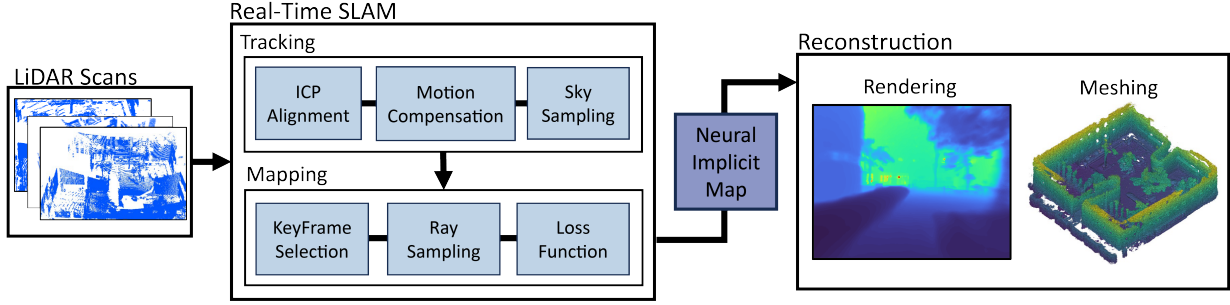 Real-Time SLAM
Tracking
LiDAR Scans
ICP
Alignment
Motion
Compensation
Sky
Sampling
Mapping
KeyFrame
Selection
Ray
Sampling
Loss
Function
Neural
Implicit
Map
Reconstruction
Rendering
Meshing